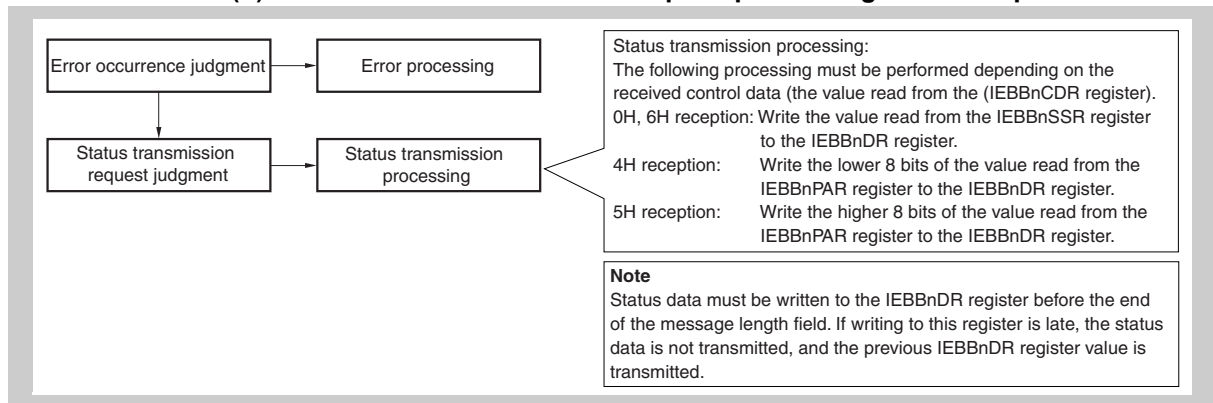 Error occurrence judgment
Error processing
Status transmission
request judgment
Status transmission
processing
Status transmission processing:
The following processing must be performed depending on the
received control data (the value read from the (IEBBnCDR register).
0H, 6H reception: Write the value read from the IEBBnSSR register
to the IEBBnDR register.
4H reception: Write the lower 8 bits of the value read from the
IEBBnPAR register to the IEBBnDR register.
5H reception: Write the higher 8 bits of the value read from the
IEBBnPAR register to the IEBBnDR register.
Note
Status data must be written to the IEBBnDR register before the end
of the message length field. If writing to this register is late, the status
data is not transmitted, and the previous IEBBnDR register value is
transmitted.